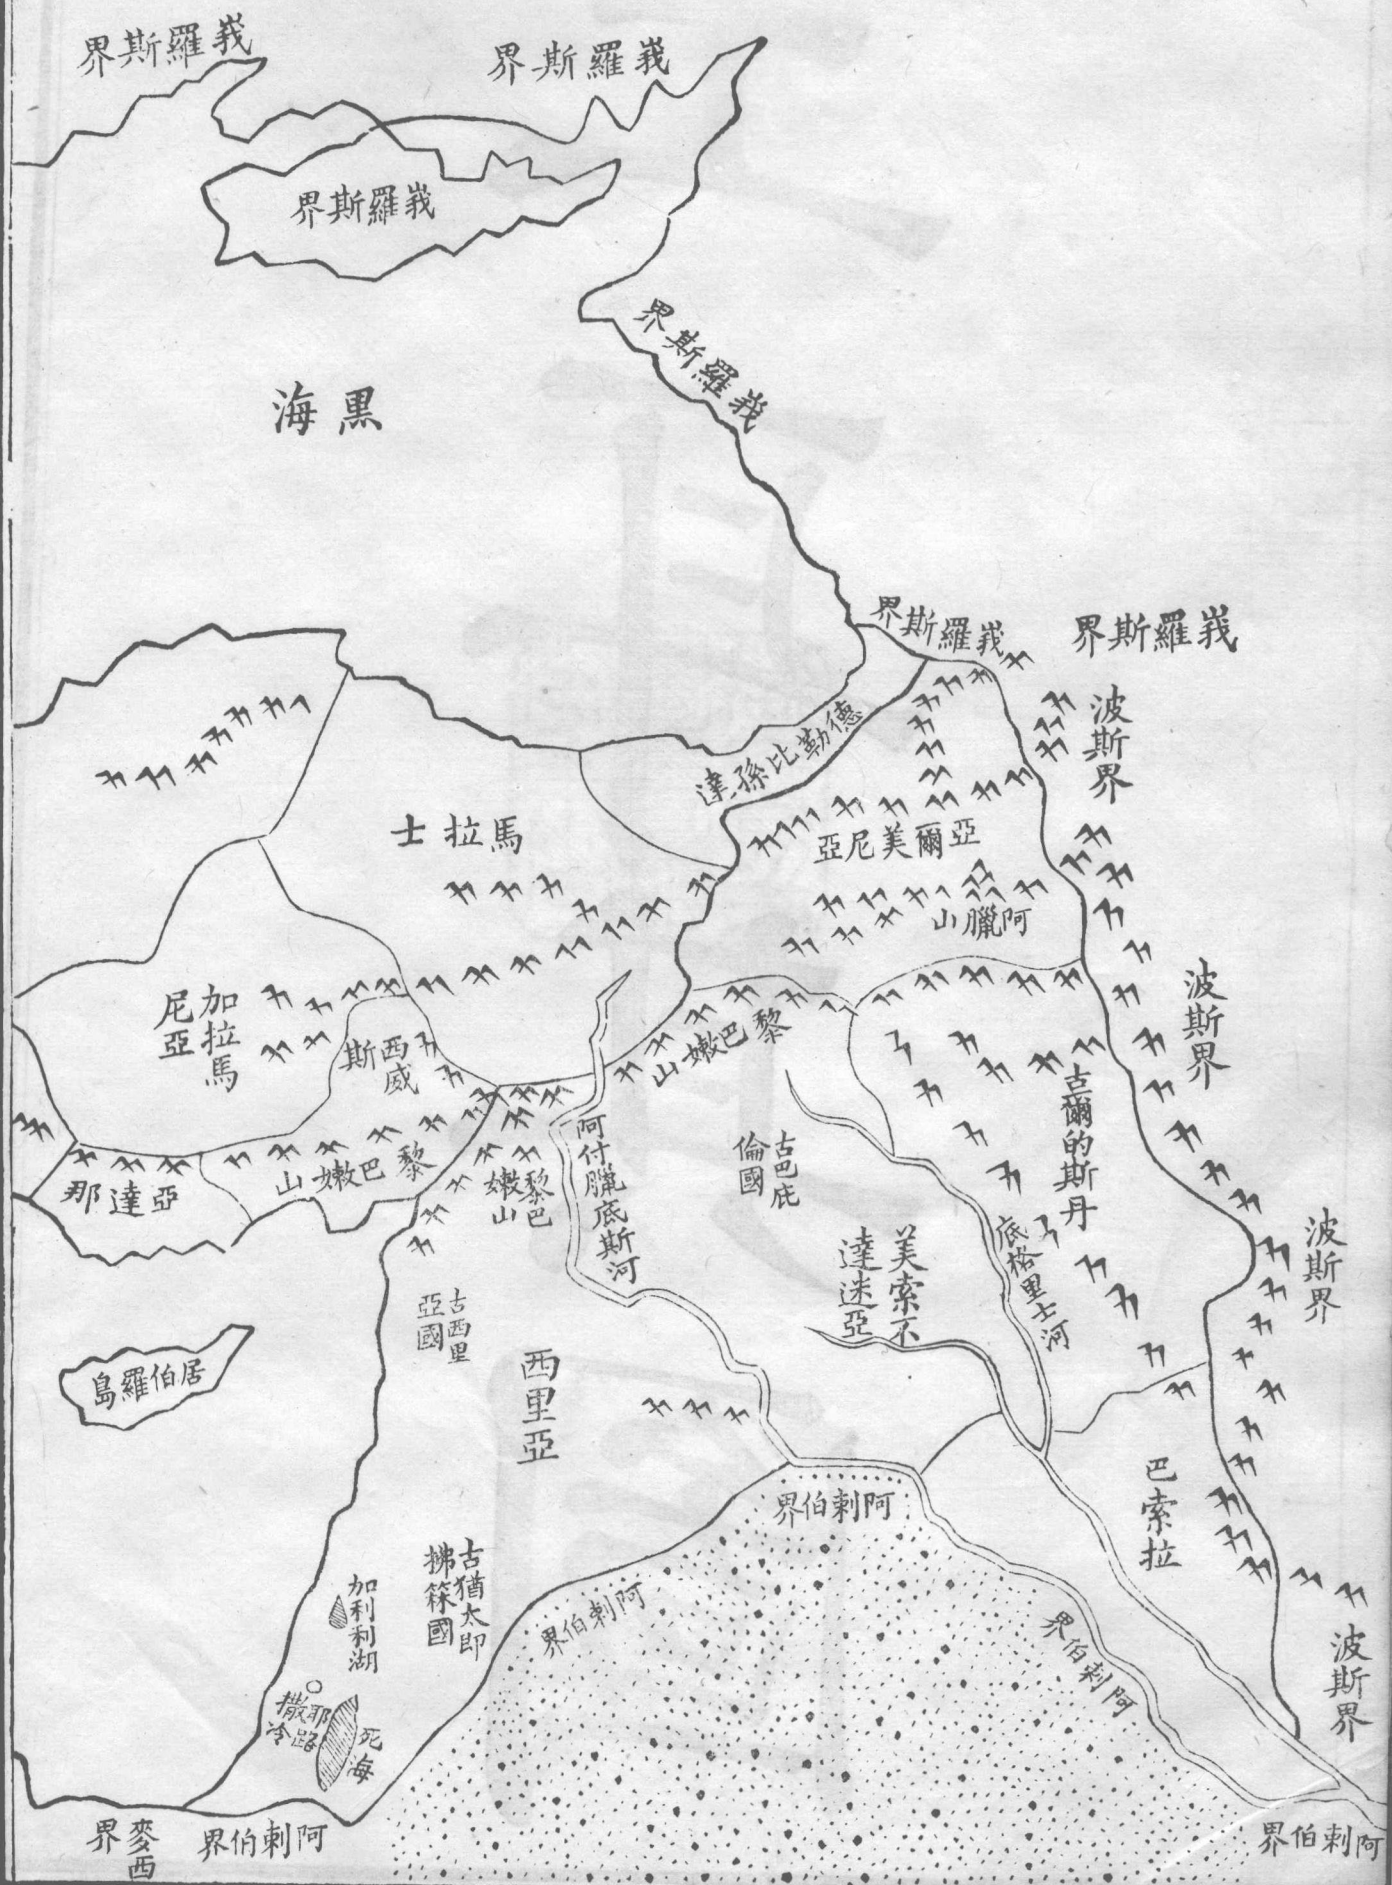 峩羅斯界
峩羅斯界
峩羅斯界
峩羅斯界
黒海
峩羅斯界
峩羅斯界
波斯界
德勒比孫達
馬拉士
亞爾美尼亞
阿臘山
波斯界
加拉馬
尼亞
西威
斯
黎巴嫩山
古爾的斯丹
阿付臘底斯河
古巴庇
倫國
黎巴嫩山
黎巴
嫩山
亞達那
底格里士河
美索不
達迷亞
波斯界
古西里
亞國
西里亞
居伯羅島
巴索拉
阿剌伯界
古猶太即
拂箖國
阿剌伯界
加利利湖
阿剌伯界
波斯界
耶路
撒冷
死海
麥西
界
阿剌伯界
阿剌伯界